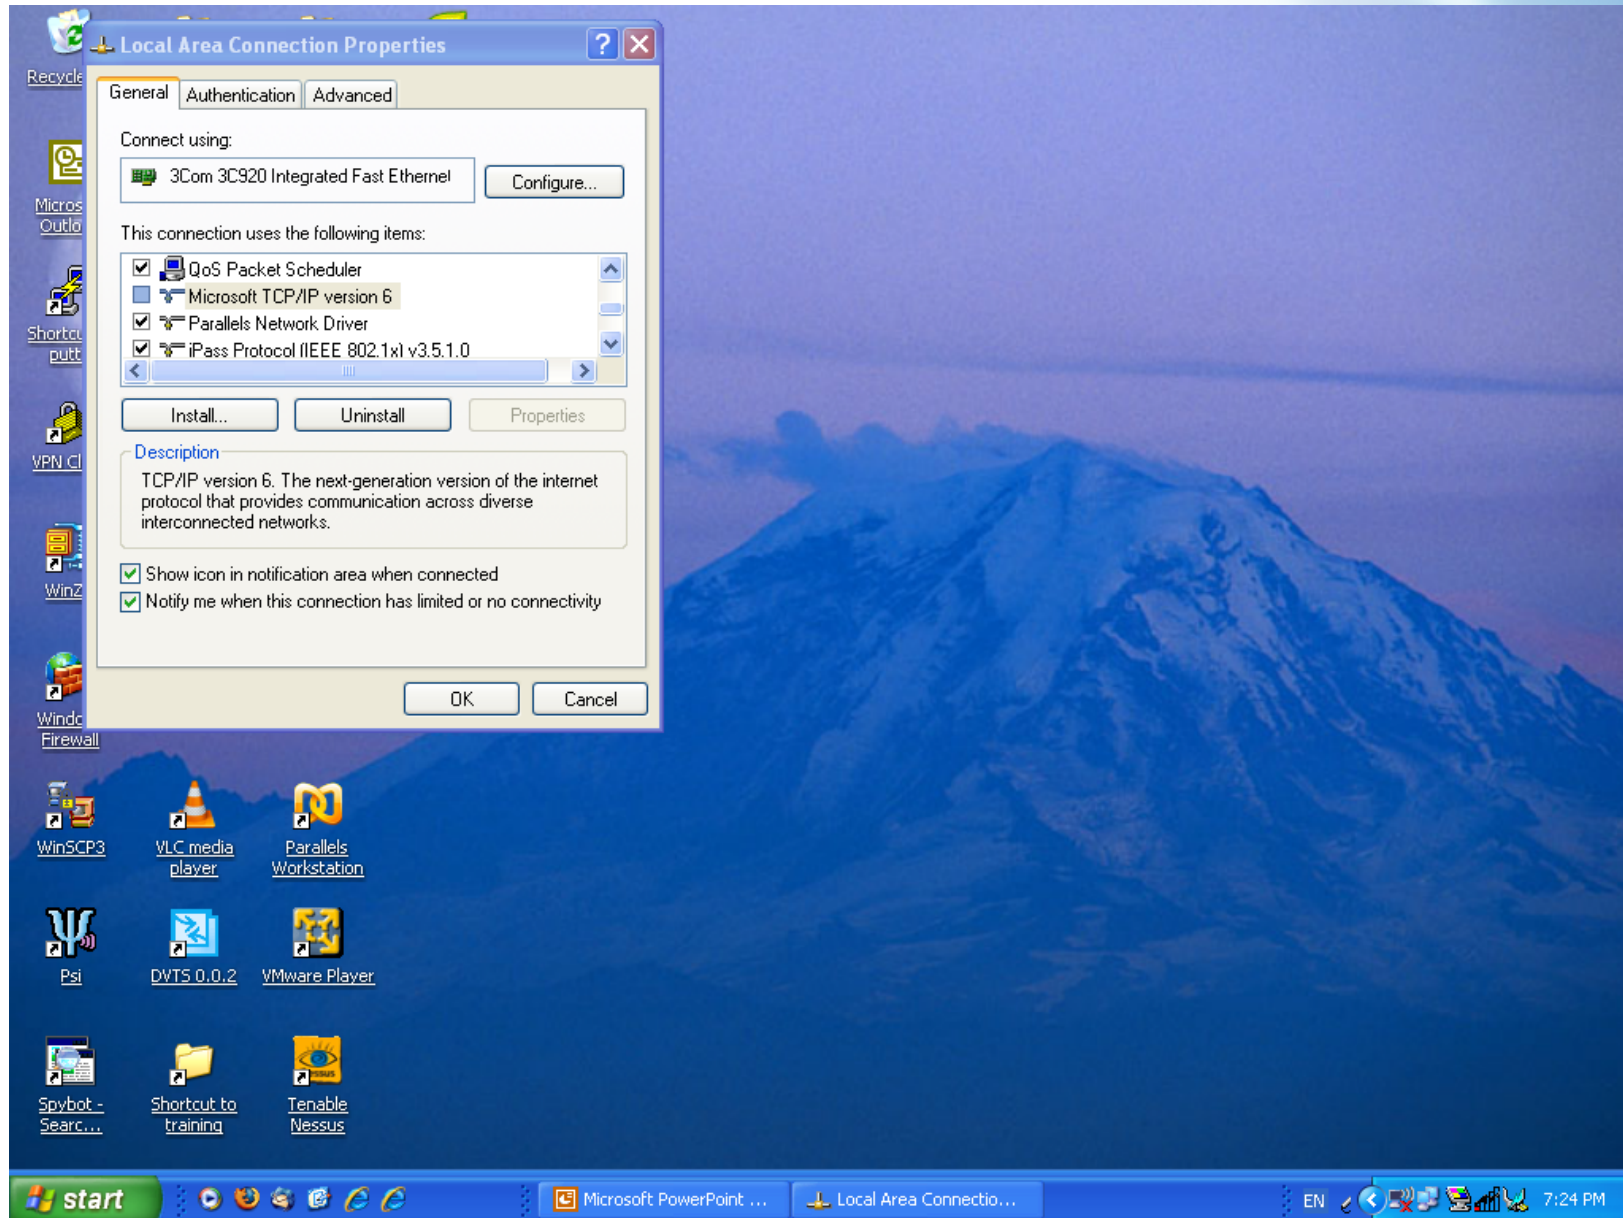 Local Area Connection Properties
General
Authentication
Advanced
Connect using:
3Com 3C920 Integrated Fast Ethernet
Configure...
This connection uses the following items:
QoS Packet Scheduler
Microsoft TCP/IP version 6
Parallels Network Driver
iPass Protocol (IEEE 802.1x) v3.5.1.0
Install...
Uninstall
Properties
Description
TCP/IP version 6. The next-generation version of the internet
protocol that provides communication across diverse
interconnected networks.
Show icon in notification area when connected
Notify me when this connection has limited or no connectivity
OK
Cancel
Recycle
Micros
Outlo
Shortcu
putt
VPN Cl
WinZ
Windo
Firewall
WinSCP3
VLC media
player
Parallels
Workstation
Psi
DVTS 0.0.2
VMware Player
Spybot -
Searc...
Shortcut to
training
Tenable
Nessus
start
Microsoft PowerPoint ...
Local Area Connectio...
EN
7:24 PM